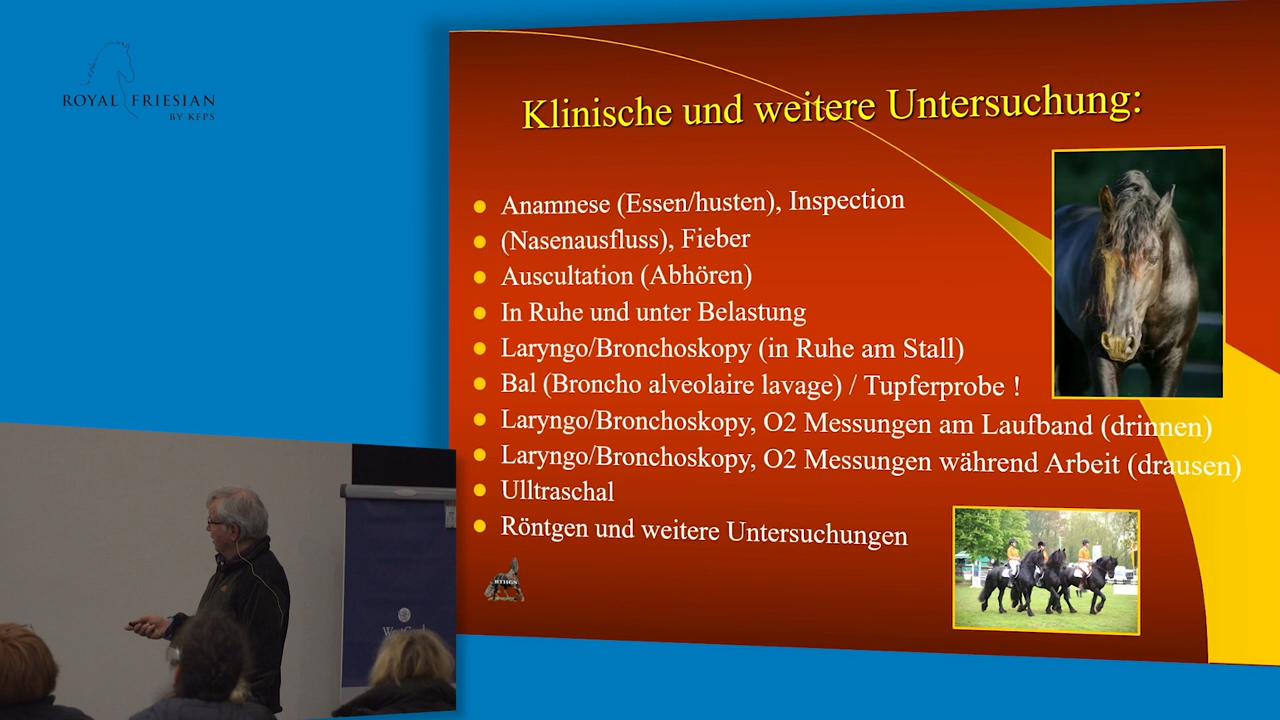 ROYAL FRIESIAN
BY KFPS
Klinische und weitere Untersuchung:
Anamnese (Essen/husten), Inspection
(Nasenausfluss), Fieber
Auscultation (Abhören)
In Ruhe und unter Belastung
Laryngo/Bronchoskopy (in Ruhe am Stall)
Bal (Broncho alveolaire lavage) / Tupferprobe !
Laryngo/Bronchoskopy, O2 Messungen am Laufband (drinnen)
Laryngo/Bronchoskopy, O2 Messungen während Arbeit (drausen)
Ulltraschal
Röntgen und weitere Untersuchungen